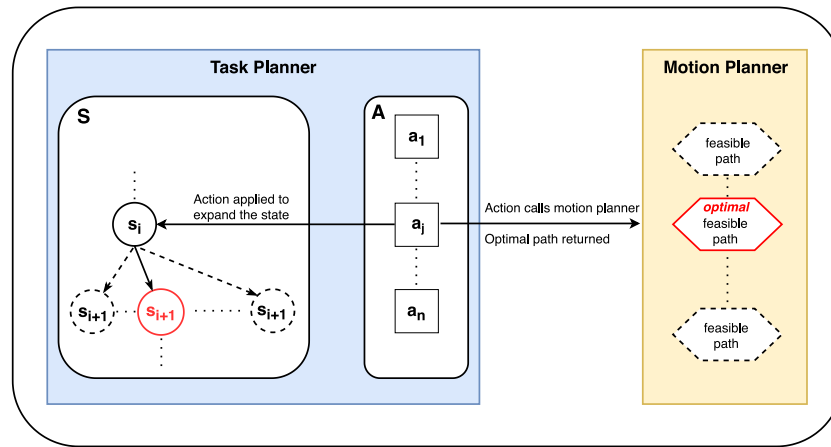 Task Planner
Motion Planner
S
A
a1
feasible
path
Action applied to
expand the state
si
aj
Action calls motion planner
Optimal path returned
optimal
feasible
path
si+1
si+1
si+1
an
feasible
path